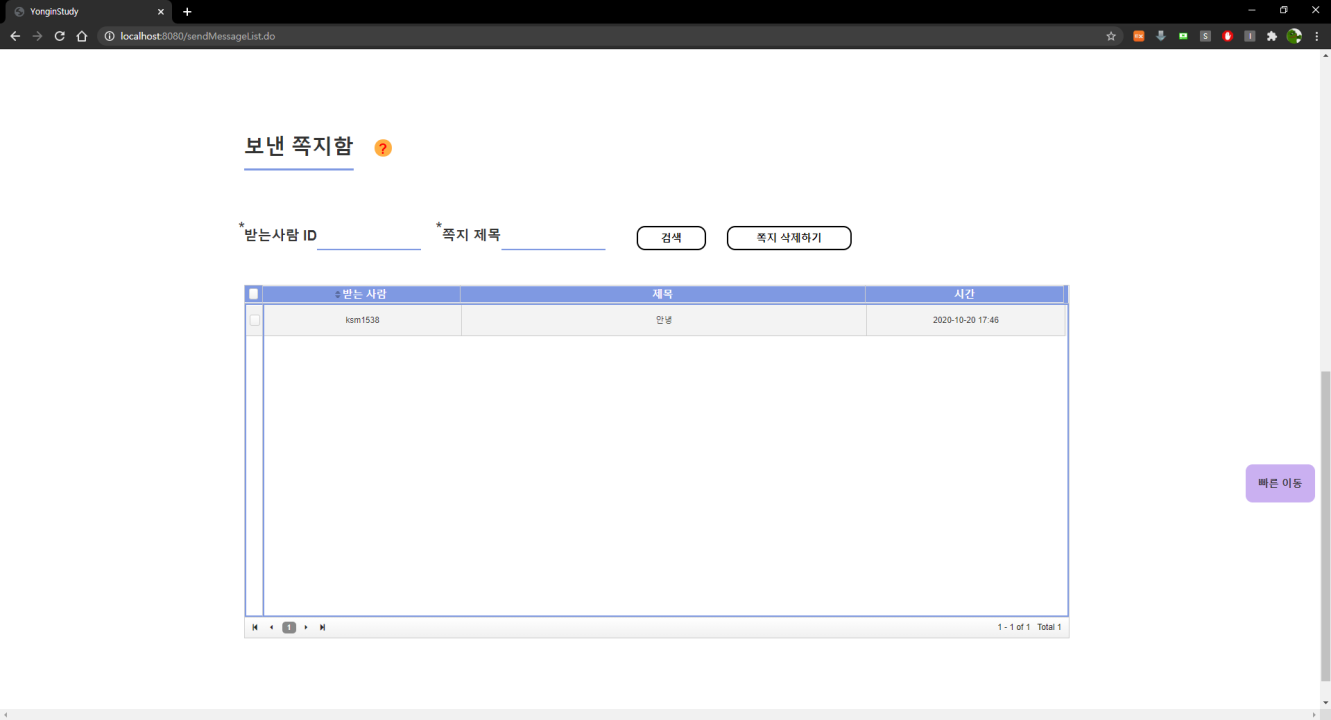 YonginStudy
localhost:8080/sendMessageList.do
보낸 쪽지함 ?
*받는사람 ID *쪽지 제목 검색 쪽지 삭제하기
받는 사람 제목 시간
ksm1538 안녕 2020-10-20 17:46
빠른 이동
1 1 - 1 of 1 Total 1